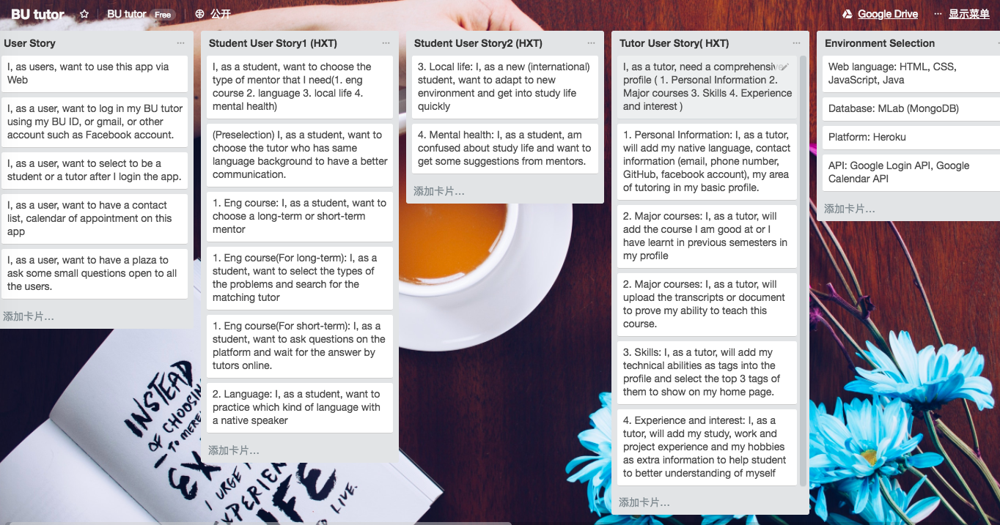 BU tutor
BU tutor Free
公开
Google Drive
显示菜单
User Story
I, as users, want to use this app via
Web
I, as a user, want to log in my BU tutor
using my BU ID, or gmail, or other
account such as Facebook account.
I, as a user, want to select to be a
student or a tutor after I login the app.
I, as a user, want to have a contact
list, calendar of appointment on this
app
I, as a user, want to have a plaza to
ask some small questions open to all
the users.
添加卡片…
Student User Story1 (HXT)
I, as a student, want to choose the
type of mentor that I need(1. eng
course 2. language 3. local life 4.
mental health)
(Preselection) I, as a student, want to
choose the tutor who has same
language background to have a better
communication.
1. Eng course: I, as a student, want to
choose a long-term or short-term
mentor
1. Eng course(For long-term): I, as a
student, want to select the types of
the problems and search for the
matching tutor
1. Eng course(For short-term): I, as a
student, want to ask questions on the
platform and wait for the answer by
tutors online.
2. Language: I, as a student, want to
practice which kind of language with
a native speaker
添加卡片…
Student User Story2 (HXT)
3. Local life: I, as a new (international)
student, want to adapt to new
environment and get into study life
quickly
4. Mental health: I, as a student, am
confused about study life and want to
get some suggestions from mentors.
添加卡片…
Tutor User Story( HXT)
I, as a tutor, need a comprehensive
profile ( 1. Personal Information 2.
Major courses 3. Skills 4. Experience
and interest )
1. Personal Information: I, as a tutor,
will add my native language, contact
information (email, phone number,
GitHub, facebook account), my area
of tutoring in my basic profile.
2. Major courses: I, as a tutor, will
add the course I am good at or I
have learnt in previous semesters in
my profile
2. Major courses: I, as a tutor, will
upload the transcripts or document
to prove my ability to teach this
course.
3. Skills: I, as a tutor, will add my
technical abilities as tags into the
profile and select the top 3 tags of
them to show on my home page.
4. Experience and interest: I, as a
tutor, will add my study, work and
project experience and my hobbies
as extra information to help student
to better understanding of myself
添加卡片…
Environment Selection
Web language: HTML, CSS,
JavaScript, Java
Database: MLab (MongoDB)
Platform: Heroku
API: Google Login API, Google
Calendar API
添加卡片…
INSTEAD
OF CHOOSIN
TO MERE
I URGE
LIVE.